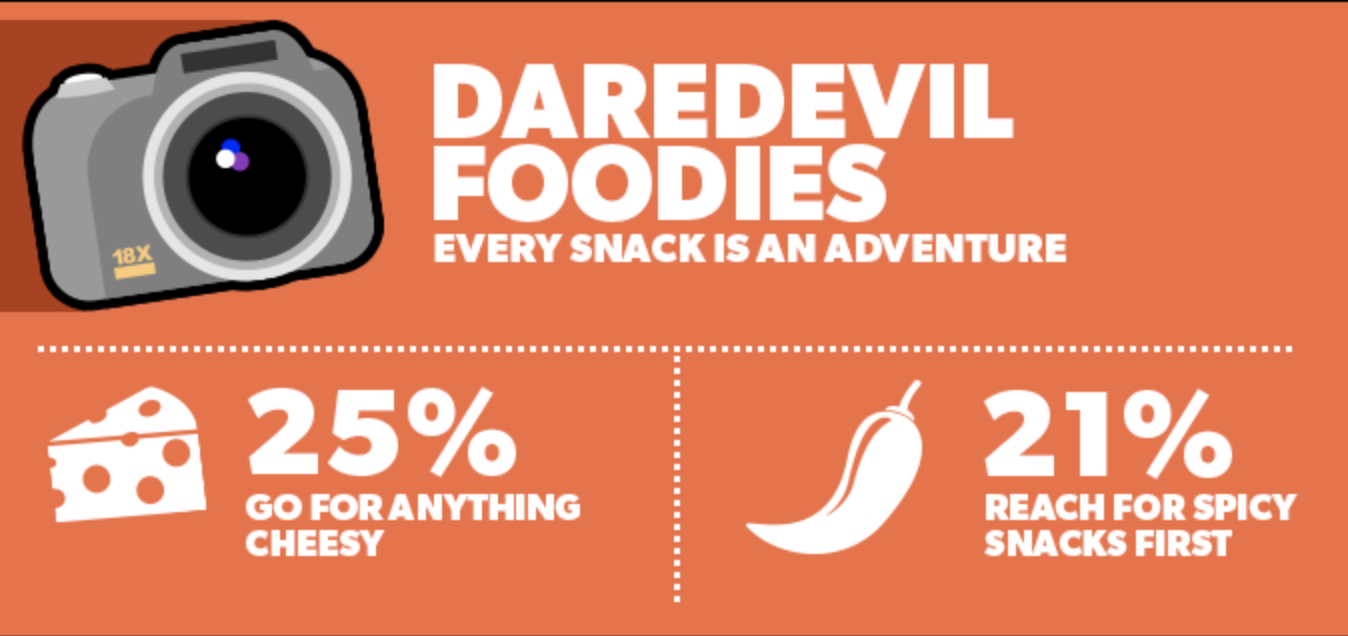 DAREDEVIL
FOODIES
EVERY SNACK IS AN ADVENTURE
18X
25%
GO FOR ANYTHING
CHEESY
21%
REACH FOR SPICY
SNACKS FIRST